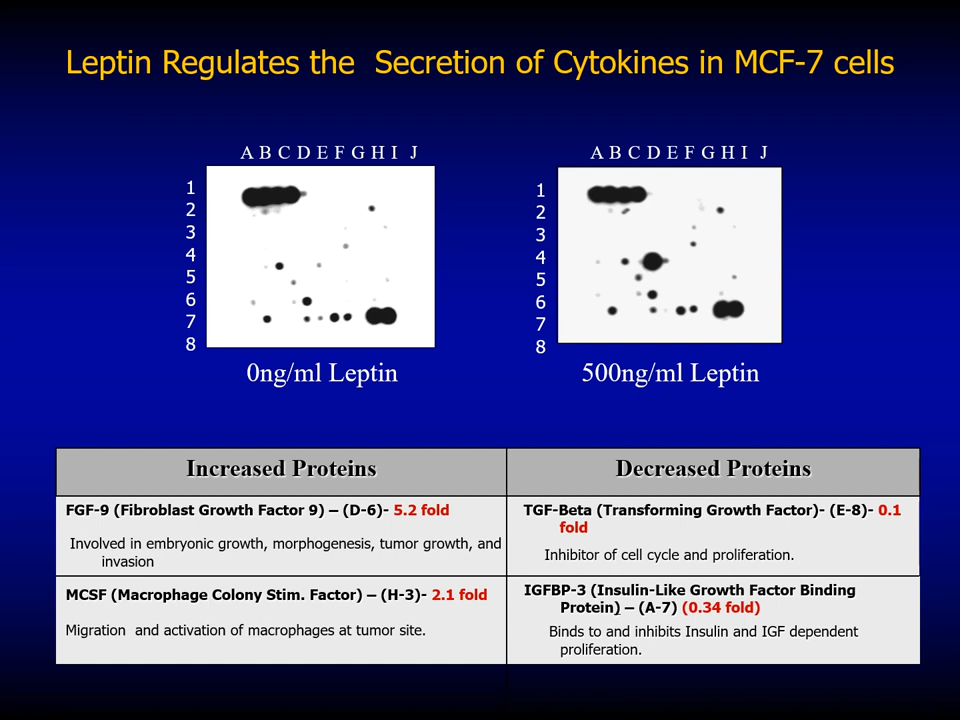 Leptin Regulates the  Secretion of Cytokines in MCF-7 cells
A B C D E F G H I J
1
2
3
4
5
6
7
8
0ng/ml Leptin
A B C D E F G H I J
1
2
3
4
5
6
7
8
500ng/ml Leptin
Increased Proteins
FGF-9 (Fibroblast Growth Factor 9) – (D-6)- 5.2 fold
Involved in embryonic growth, morphogenesis, tumor growth, and
invasion
MCSF (Macrophage Colony Stim. Factor) – (H-3)- 2.1 fold
Migration  and activation of macrophages at tumor site.
Decreased Proteins
TGF-Beta (Transforming Growth Factor)- (E-8)- 0.1
fold
Inhibitor of cell cycle and proliferation.
IGFBP-3 (Insulin-Like Growth Factor Binding
Protein) – (A-7) (0.34 fold)
Binds to and inhibits Insulin and IGF dependent
proliferation.